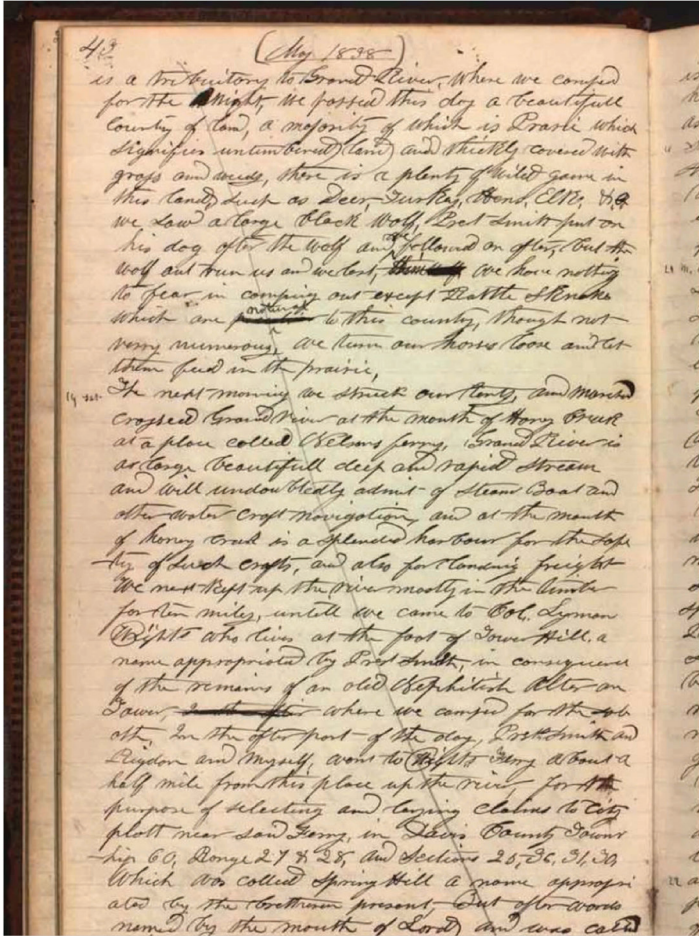 43
(May 1838)
is a tributory to Grand River, where we camped
for the night, we passed this day a beautifull
Country of land, a majority of which is Prarie which
signifies untimbered land and thickly covered with
grass and weeds, there is a plenty of wild game in
this land, such as Deer, Turkey, Hens, Elk, &c
we saw a large black Wolf, Prest Smith put on
his dog after the wolf and we followed on after, but the
wolf out run us and we lost, We have nothing
to fear in camping out except Rattle Snake
which are natural to this country, though not
verry numerous, We turn our horses loose and let
them feed in the prairie,
19th
The next morning we struck our tents, and marched
crossed Grand River at the mouth of Honey Creek
at a place called Nelsons ferry, Grand River is
a large beautifull deep and rapid stream
and will undoubtedly admit of Steam Boat and
other water craft navigation, and at the mouth
of honey creek is a splended harbour for the safe
ty of such crafts, and also for landing freight
We next kept up the river mostly in the timber
for ten miles, untill we came to Col. Lyman
Wights who lives at the foot of Tower Hill, a
name appropriated by Prest Smith, in consequence
of the remains of an old Nephitish Alter an
Tower, where we camped for the sab
oth, In the after part of the day, Prest Smith and
Rigdon and myself, went to Wights Ferry about a
half mile from this place up the river, for the
purpose of selecting and laying claims to City
plott near said Ferry, in Davis County Towns
hip 60, Range 27 & 28, and Sections 25, 36, 31, 30,
Which was called Spring Hill a name appropri
ated by the bretheren present, But after wards
named by the mouth of Lord and was called